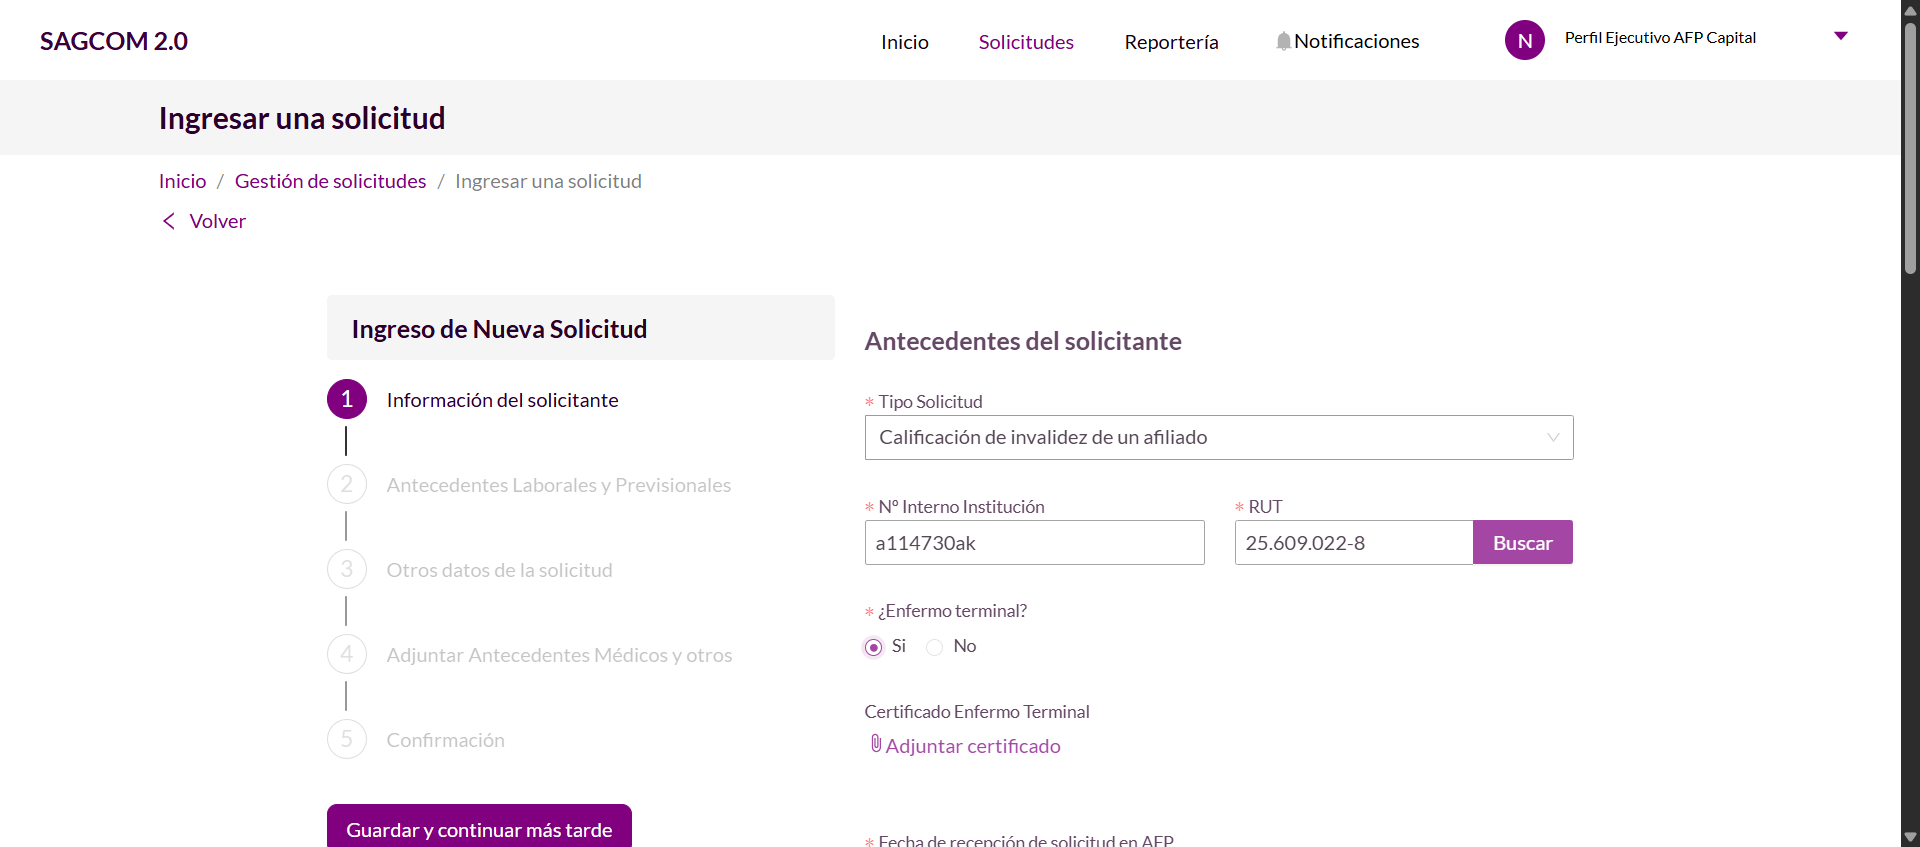 SAGCOM 2.0
Inicio
Solicitudes
Reportería
Notificaciones
N
Perfil Ejecutivo AFP Capital
Ingresar una solicitud
Inicio / Gestión de solicitudes / Ingresar una solicitud
Volver
Ingreso de Nueva Solicitud
1 Información del solicitante
2 Antecedentes Laborales y Previsionales
3 Otros datos de la solicitud
4 Adjuntar Antecedentes Médicos y otros
5 Confirmación
Guardar y continuar más tarde
Antecedentes del solicitante
* Tipo Solicitud
Calificación de invalidez de un afiliado
* Nº Interno Institución
a114730ak
* RUT
25.609.022-8
Buscar
* ¿Enfermo terminal?
Si
No
Certificado Enfermo Terminal
Adjuntar certificado
* Fecha de recepción de solicitud en AFP